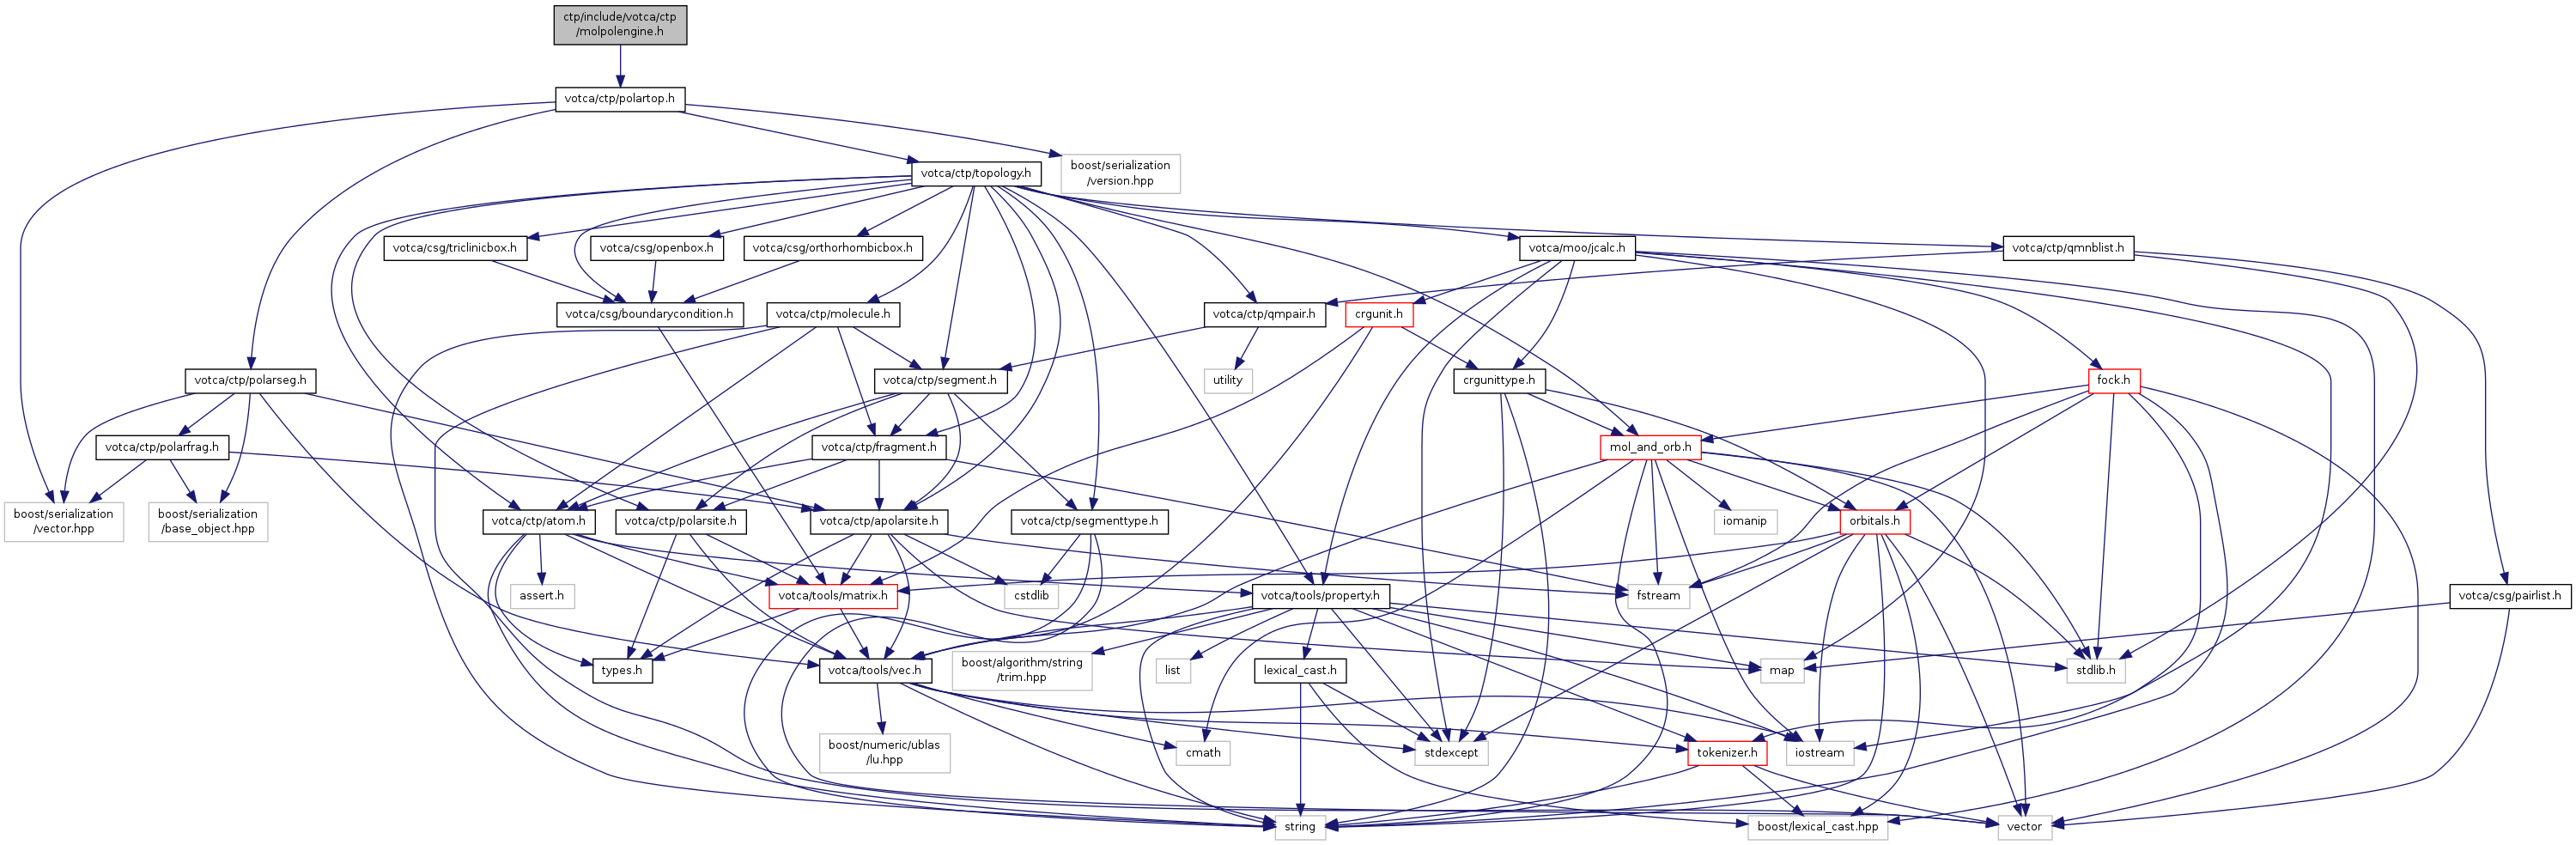 ctp/include/votca/ctp
/molpolengine.h
votca/ctp/polartop.h
votca/ctp/topology.h
boost/serialization
/version.hpp
votca/csg/triclinicbox.h
votca/csg/openbox.h
votca/csg/orthorhombicbox.h
votca/moo/jcalc.h
votca/ctp/qmnblist.h
votca/csg/boundarycondition.h
votca/ctp/molecule.h
votca/ctp/qmpair.h
crgunit.h
votca/ctp/polarseg.h
votca/ctp/segment.h
utility
crgunittype.h
fock.h
votca/ctp/polarfrag.h
votca/ctp/fragment.h
mol_and_orb.h
boost/serialization
/vector.hpp
boost/serialization
/base_object.hpp
votca/ctp/atom.h
votca/ctp/polarsite.h
votca/ctp/apolarsite.h
votca/ctp/segmenttype.h
iomanip
orbitals.h
assert.h
votca/tools/matrix.h
cstdlib
votca/tools/property.h
fstream
votca/csg/pairlist.h
types.h
votca/tools/vec.h
boost/algorithm/string
/trim.hpp
list
lexical_cast.h
map
stdlib.h
boost/numeric/ublas
/lu.hpp
cmath
stdexcept
tokenizer.h
iostream
string
boost/lexical_cast.hpp
vector